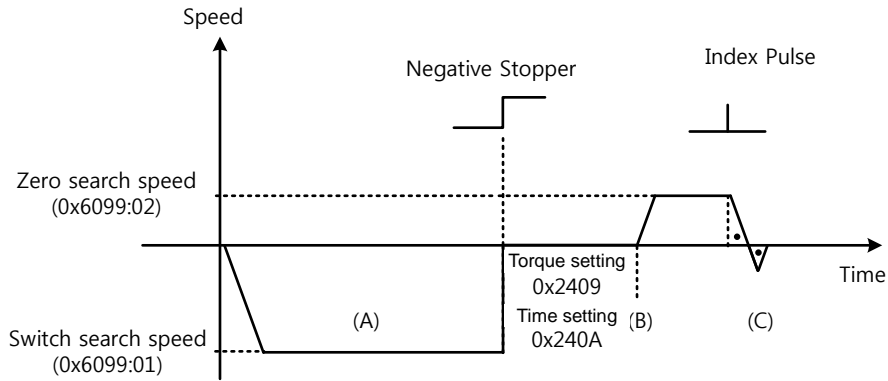 Speed
Negative Stopper
Index Pulse
Zero search speed
(0x6099:02)
Torque setting
0x2409
Time
Time setting
0x240A
(A)
(B)
(C)
Switch search speed
(0x6099:01)